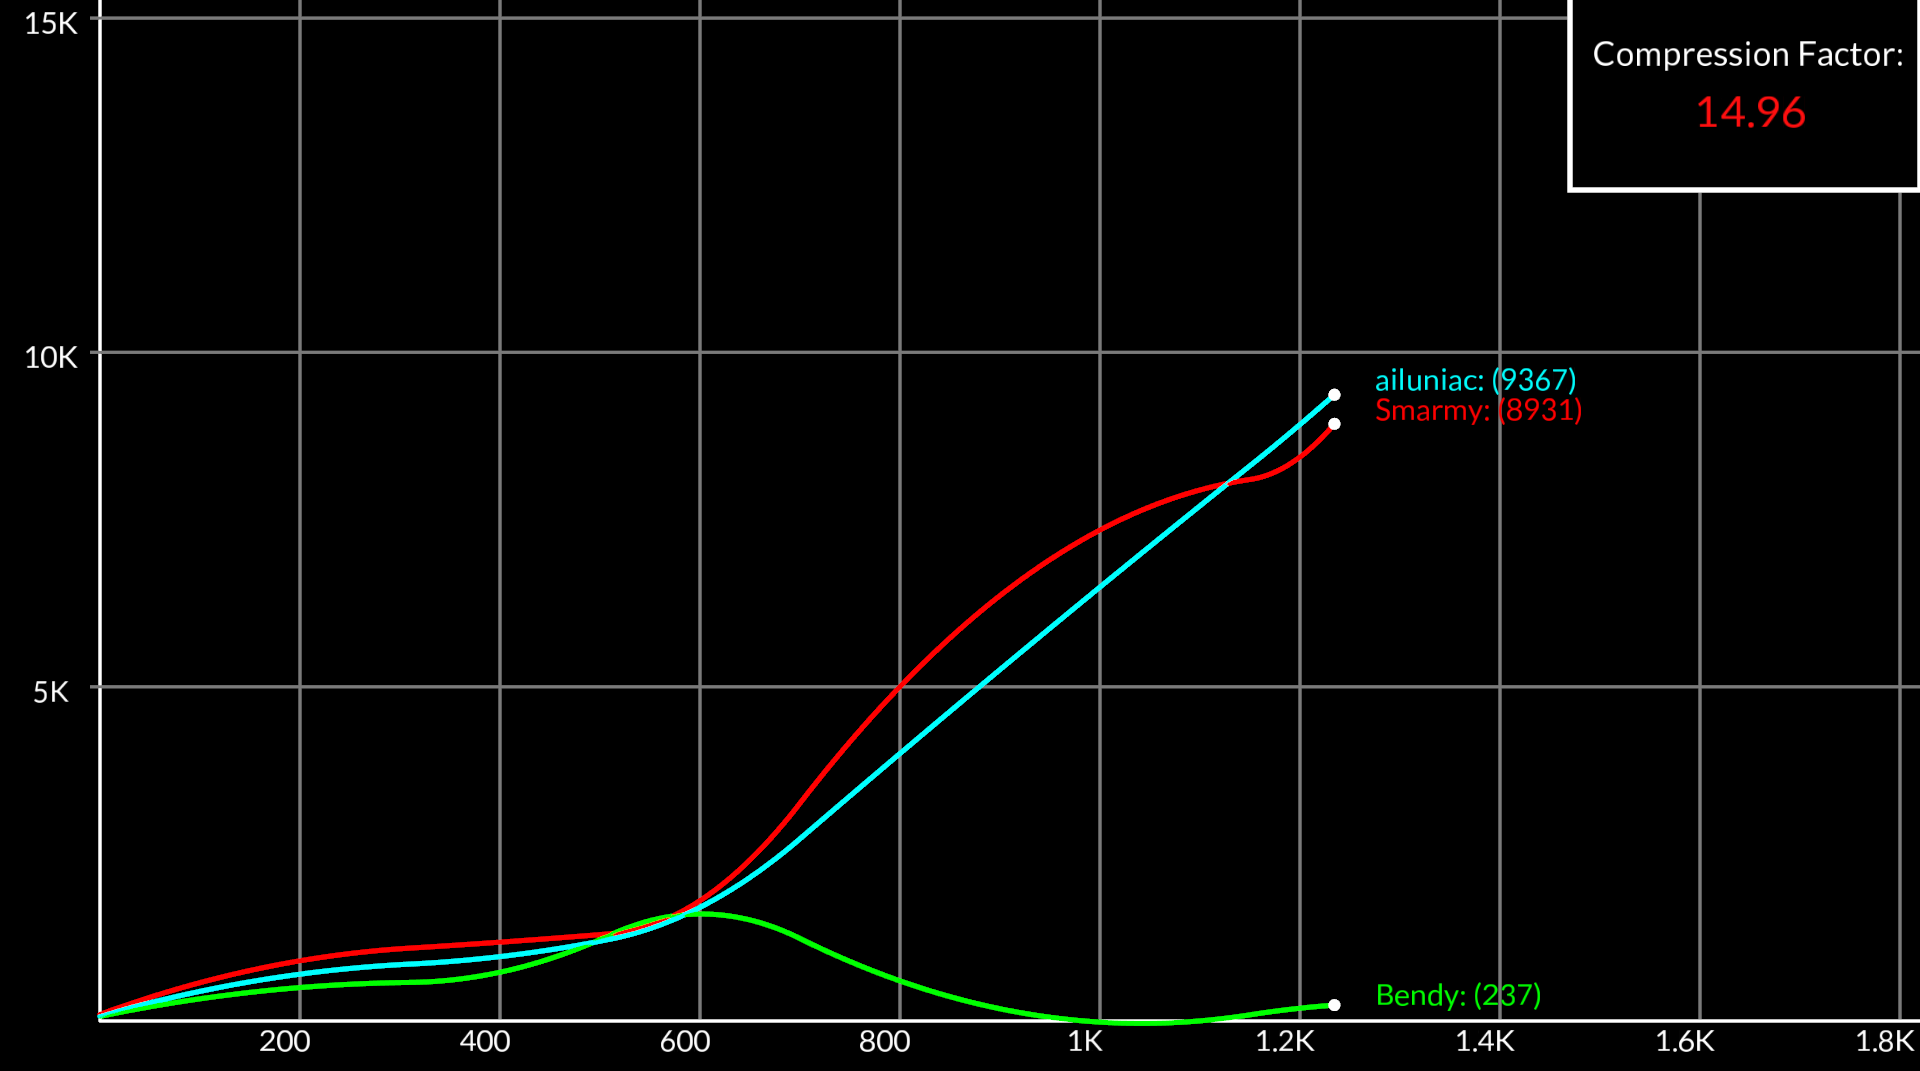 15K
Compression Factor:
14.96
10K
ailuniac: (9367)
Smarmy: (8931)
5K
Bendy: (237)
200 400 600 800 1K 1.2K 1.4K 1.6K 1.8K